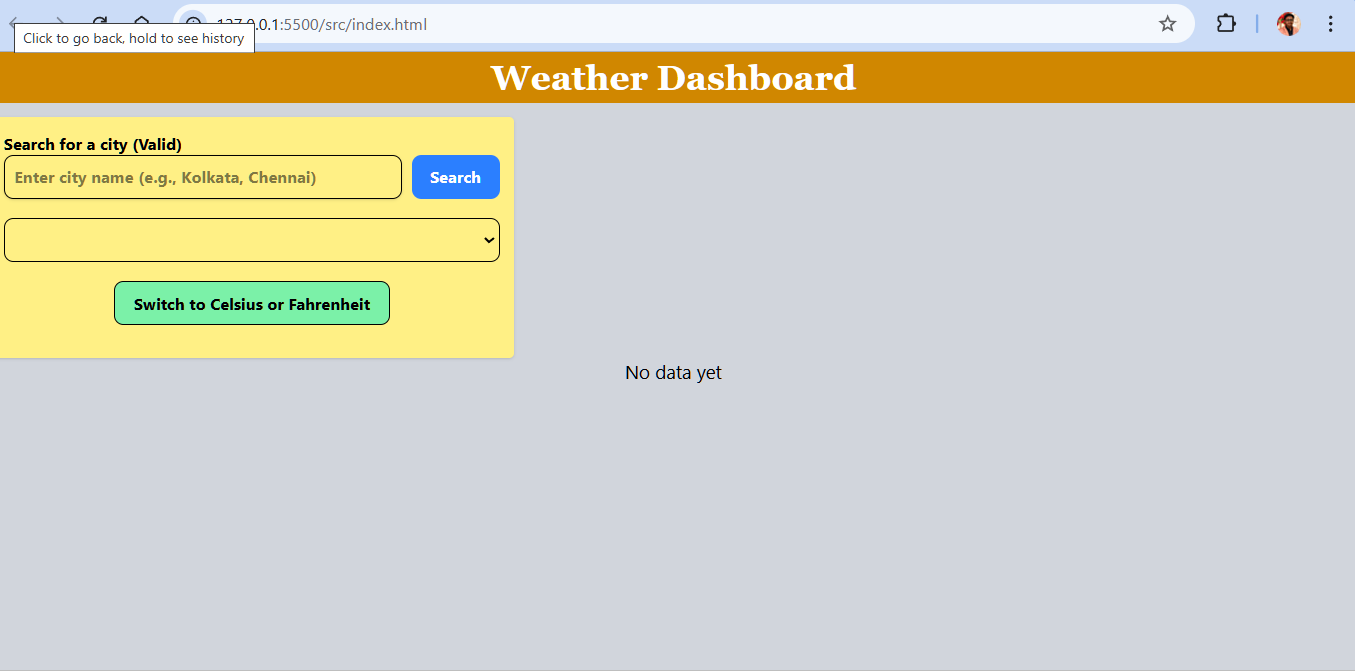 127.0.0.1:5500/src/index.html
Click to go back, hold to see history
Weather Dashboard
Search for a city (Valid)
Enter city name (e.g., Kolkata, Chennai)
Search
Switch to Celsius or Fahrenheit
No data yet